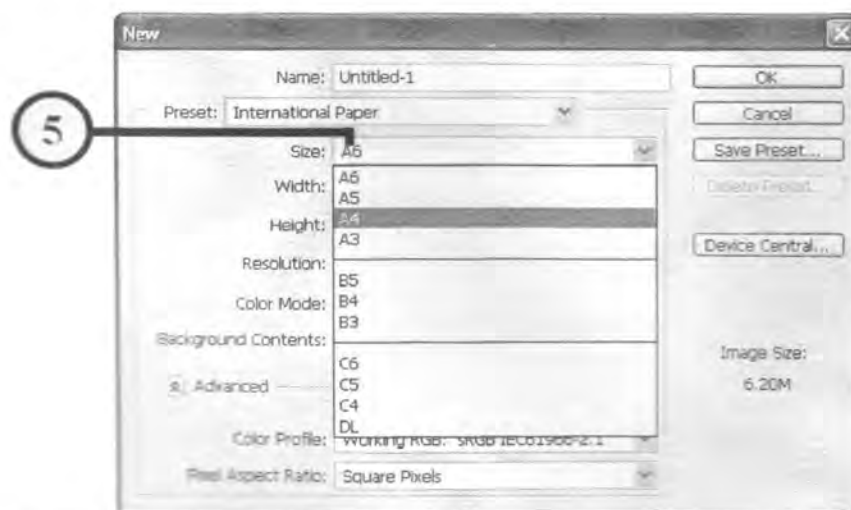 New
Name: Untitled-1
OK
Preset: International Paper
Cancel
5
Size: A6
Save Preset...
Width:
A6
Delete Preset...
A5
Height:
A4
A3
Device Central...
Resolution:
B5
Color Mode:
B4
B3
Background Contents:
Image Size:
C6
6.20M
Advanced
C5
C4
DL
Color Profile: Working RGB: sRGB IEC61966-2.1
Pixel Aspect Ratio: Square Pixels